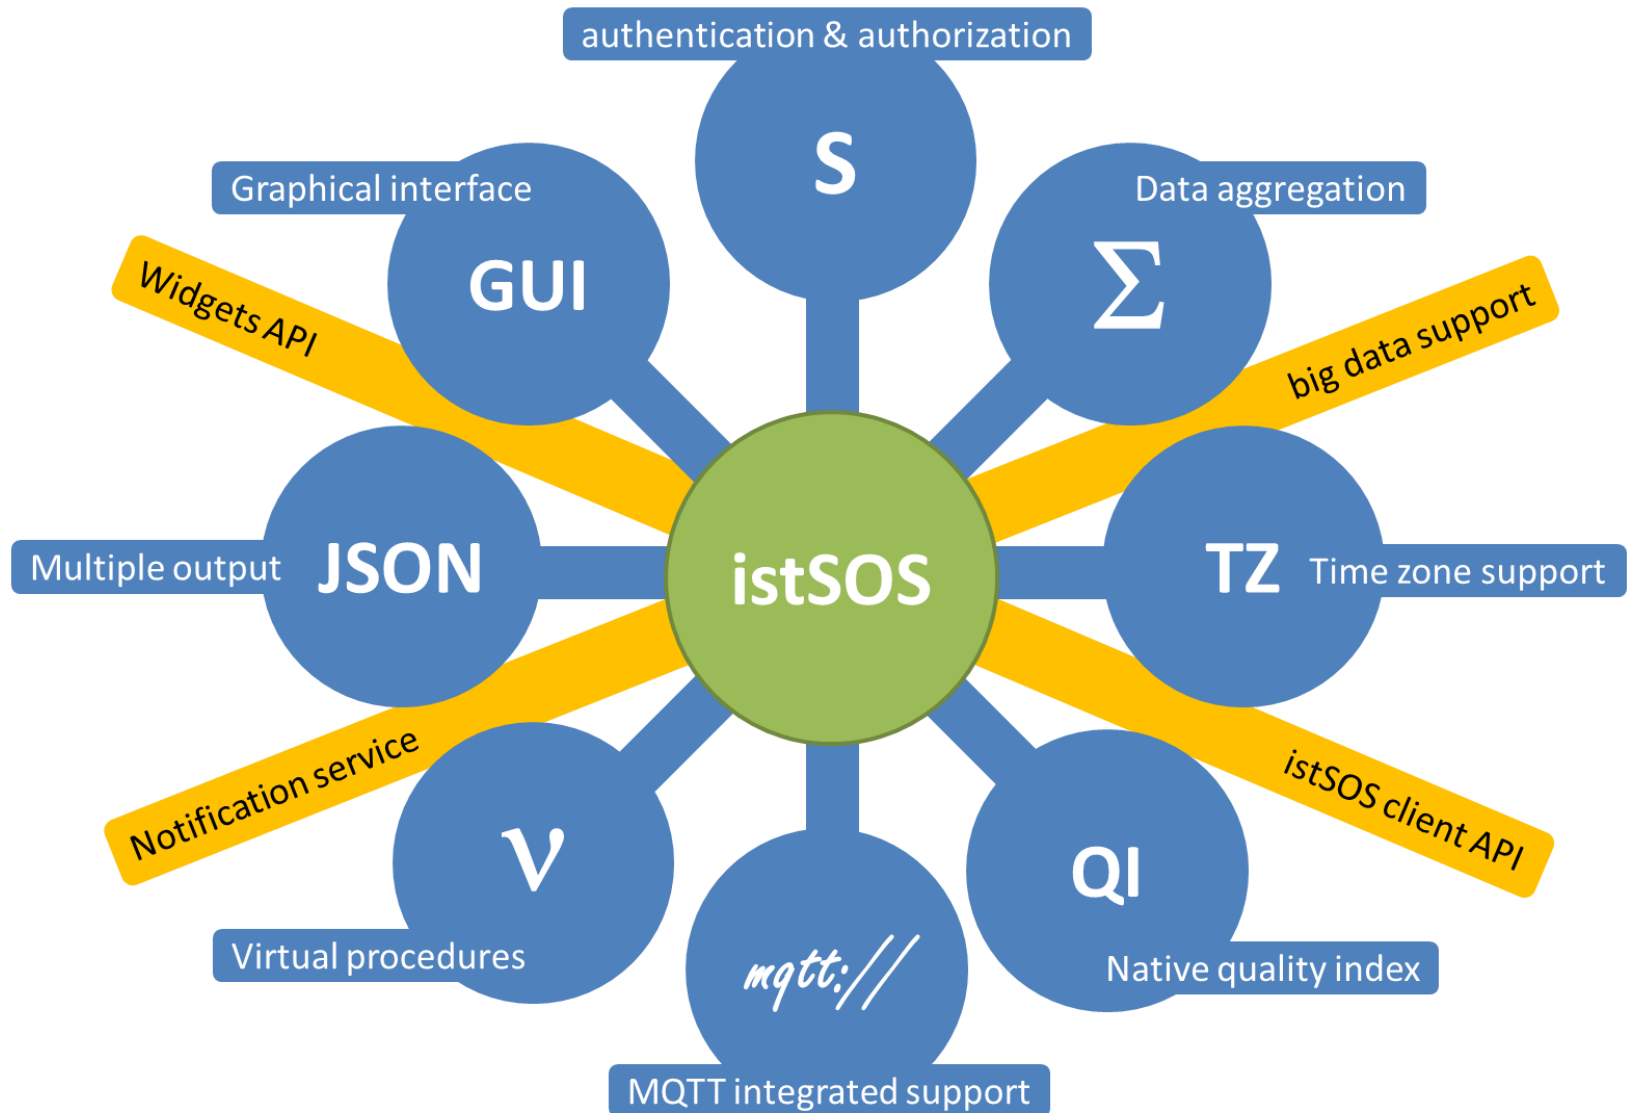 authentication & authorization
S
Graphical interface
GUI
Data aggregation
Σ
Widgets API
big data support
Multiple output
JSON
istSOS
TZ
Time zone support
Notification service
istSOS client API
ν
Virtual procedures
QI
Native quality index
mqtt://
MQTT integrated support